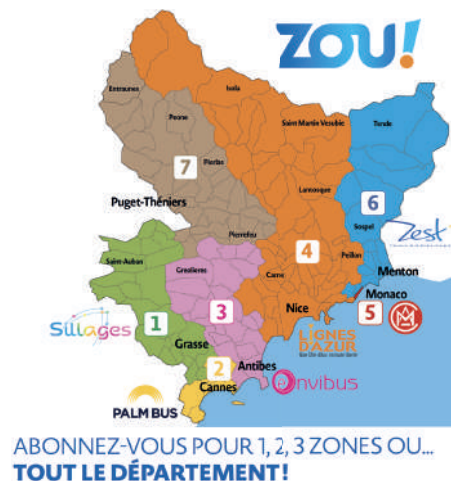 ZOU!
Entraunes
Isola
Peone
Saint Martin Vesubie
Tende
Pierlas
7
Lantosque
Puget-Théniers
6
Sospel
Zest
Pierrefeu
4
Peillon
Saint-Auban
Greolieres
Carros
Menton
Monaco
5
Sillages
1
3
Nice
LIGNES
D'AZUR
Grasse
2
Antibes
Cannes
envibus
PALM BUS
ABONNEZ-VOUS POUR 1, 2, 3 ZONES OU...
TOUT LE DÉPARTEMENT!